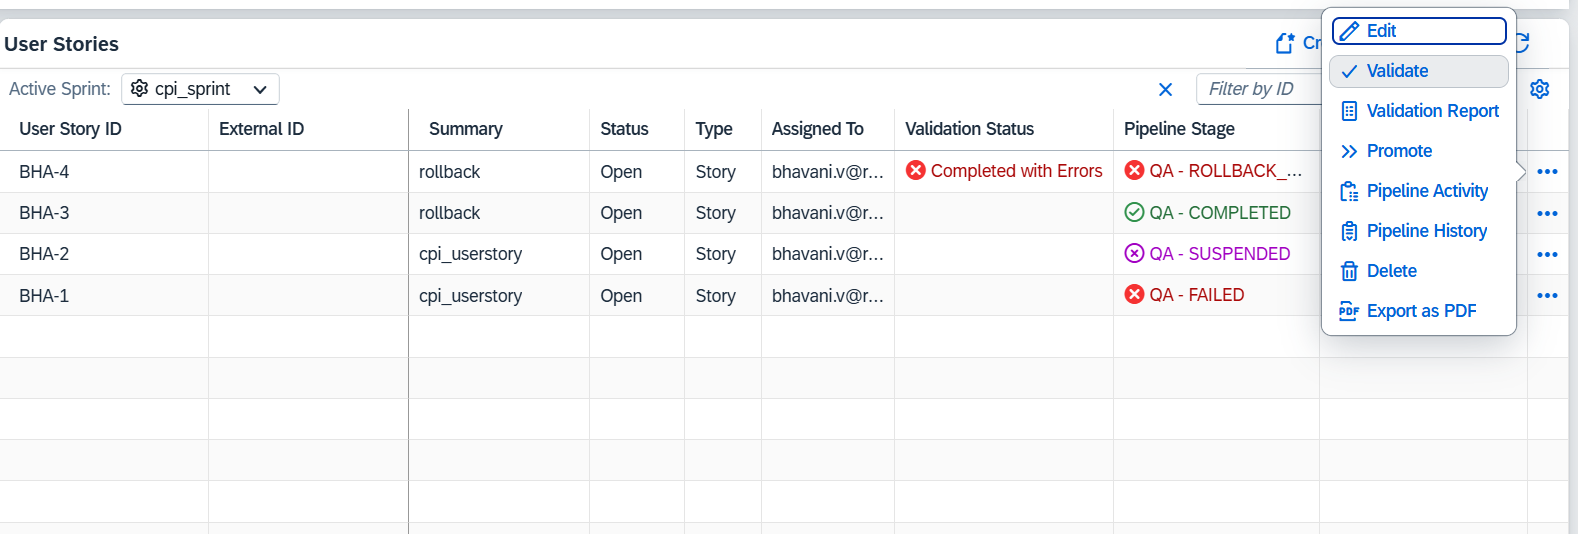 User Stories
Cr
Active Sprint: cpi_sprint
Filter by ID
User Story ID External ID Summary Status Type Assigned To Validation Status Pipeline Stage
BHA-4 rollback Open Story bhavani.v@r... Completed with Errors QA - ROLLBACK_...
BHA-3 rollback Open Story bhavani.v@r... QA - COMPLETED
BHA-2 cpi_userstory Open Story bhavani.v@r... QA - SUSPENDED
BHA-1 cpi_userstory Open Story bhavani.v@r... QA - FAILED
Edit
Validate
Validation Report
Promote
Pipeline Activity
Pipeline History
Delete
PDF Export as PDF